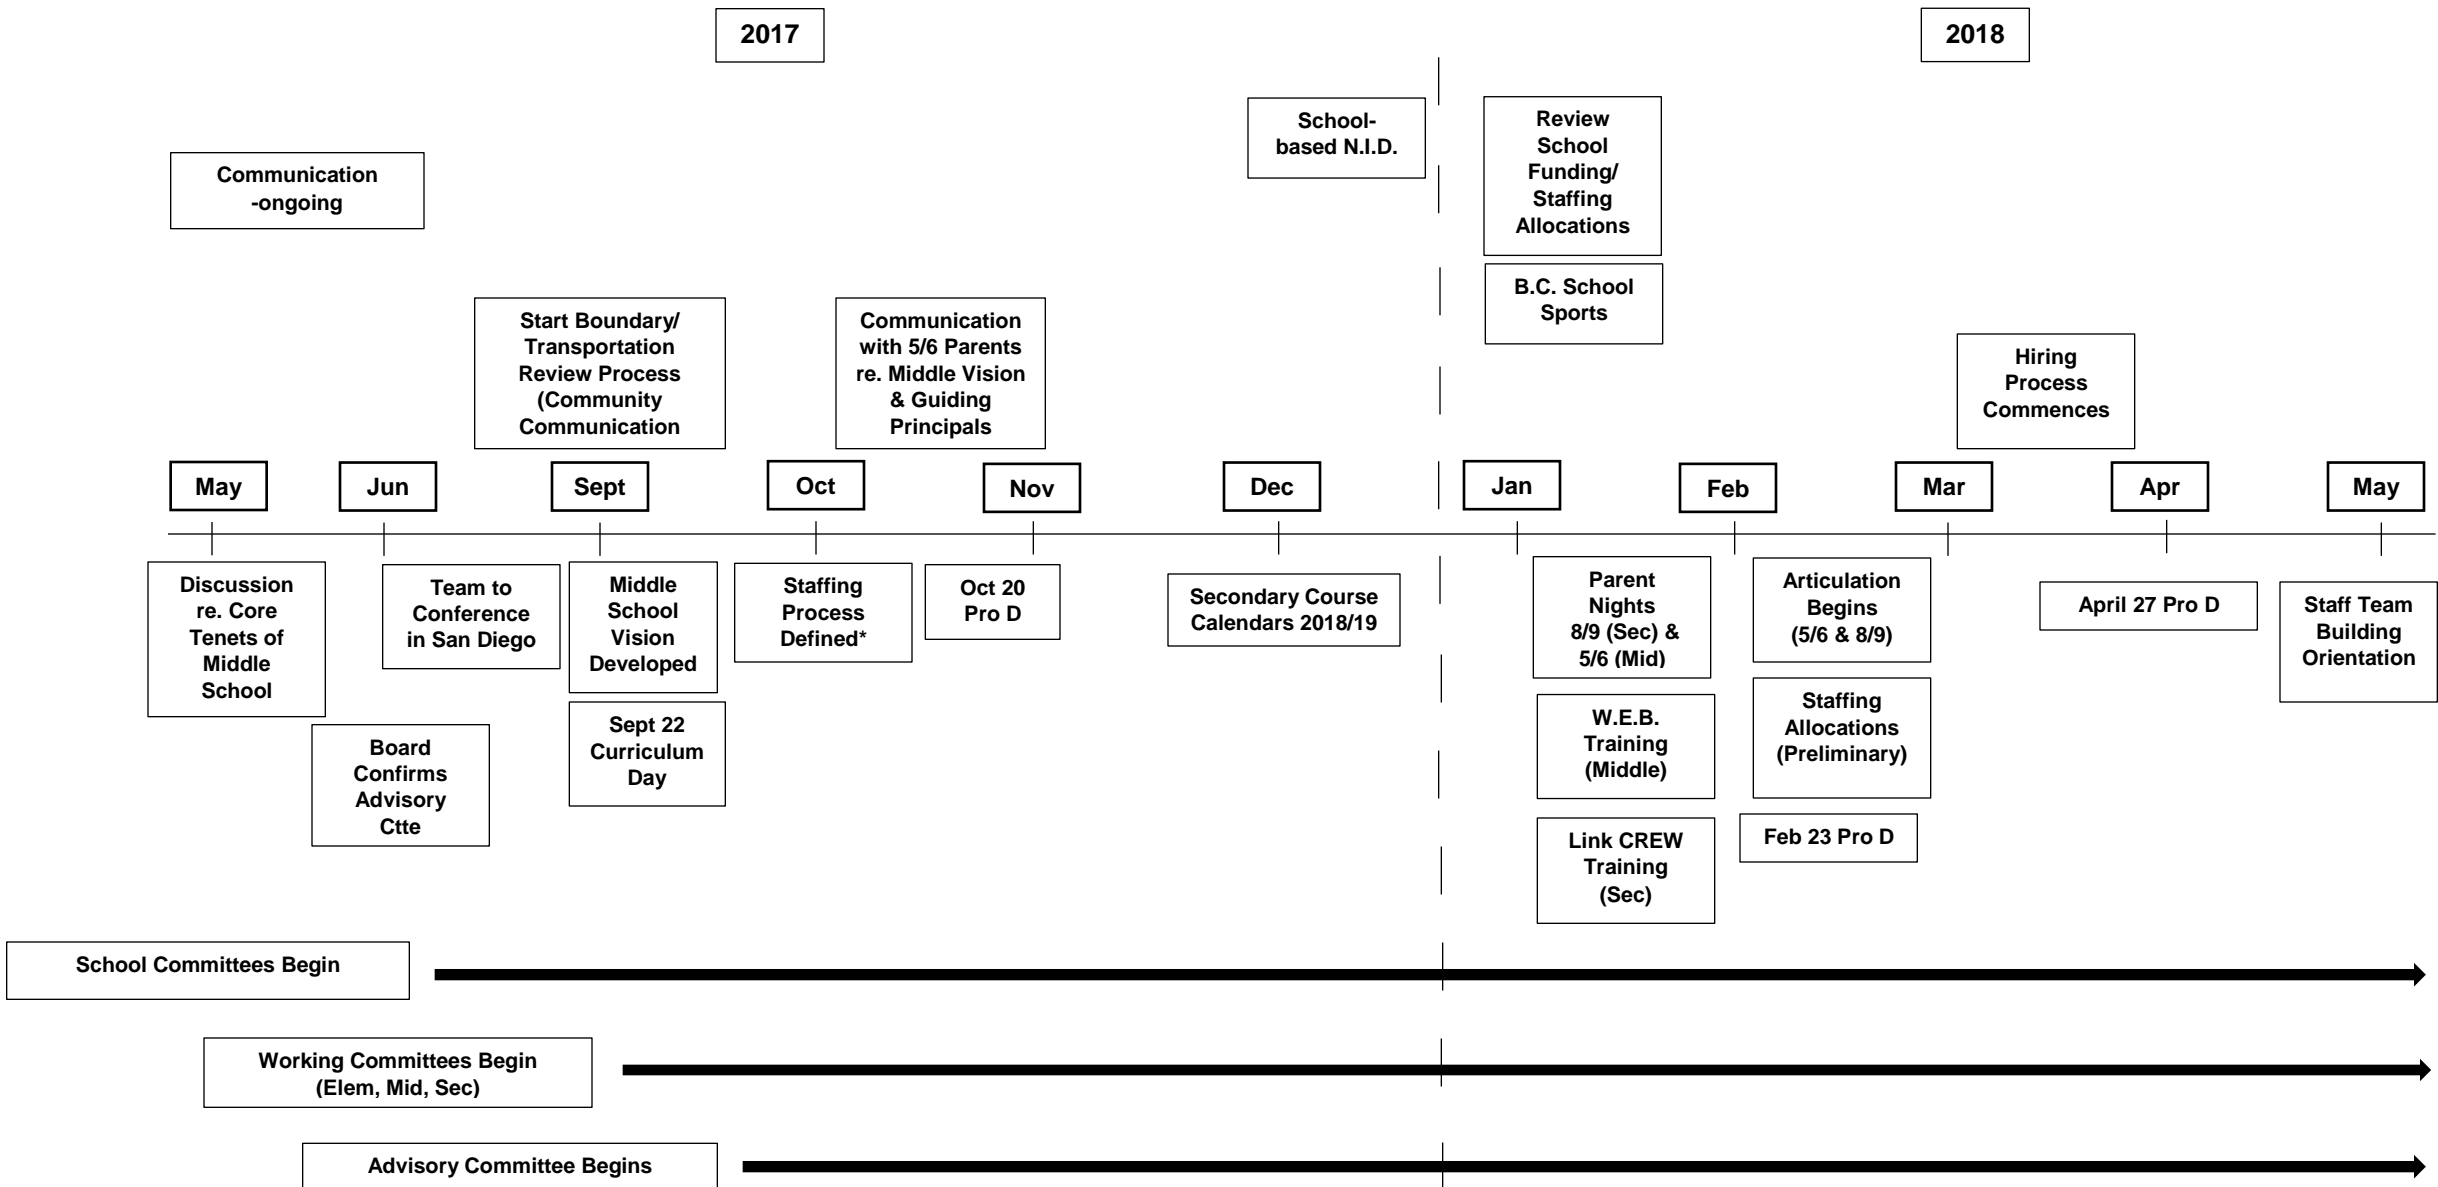 2017
2018
School-
based N.I.D.
Review
School
Funding/
Staffing
Allocations
Communication
-ongoing
B.C. School
Sports
Start Boundary/
Transportation
Review Process
(Community
Communication
Communication
with 5/6 Parents
re. Middle Vision
& Guiding
Principals
Hiring
Process
Commences
May
Jun
Sept
Oct
Nov
Dec
Jan
Feb
Mar
Apr
May
Discussion
re. Core
Tenets of
Middle
School
Team to
Conference
in San Diego
Middle
School
Vision
Developed
Staffing
Process
Defined*
Oct 20
Pro D
Secondary Course
Calendars 2018/19
Parent
Nights
8/9 (Sec) &
5/6 (Mid)
Articulation
Begins
(5/6 & 8/9)
April 27 Pro D
Staff Team
Building
Orientation
Board
Confirms
Advisory
Ctte
Sept 22
Curriculum
Day
W.E.B.
Training
(Middle)
Staffing
Allocations
(Preliminary)
Link CREW
Training
(Sec)
Feb 23 Pro D
School Committees Begin
Working Committees Begin
(Elem, Mid, Sec)
Advisory Committee Begins